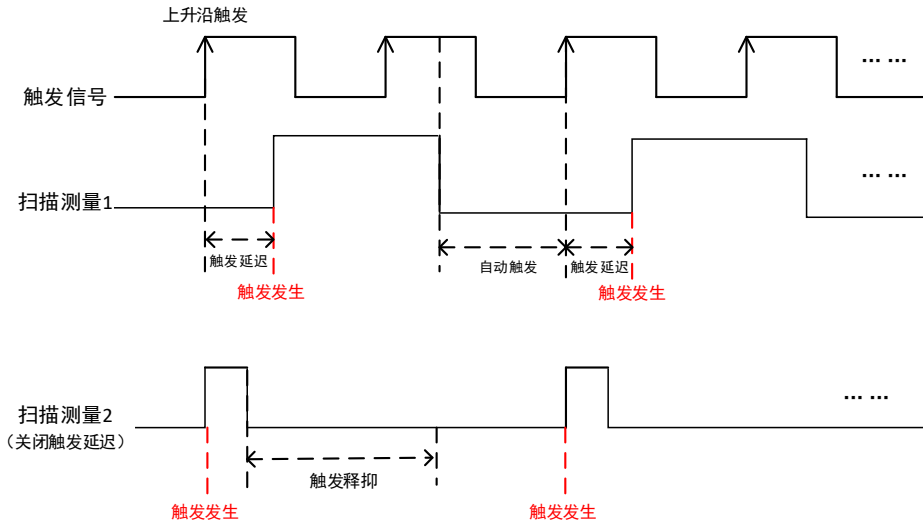 上升沿触发
触发信号
… …
扫描测量1
… …
触发延迟
自动触发
触发延迟
触发发生
触发发生
扫描测量2
（关闭触发延迟）
… …
触发释抑
触发发生
触发发生